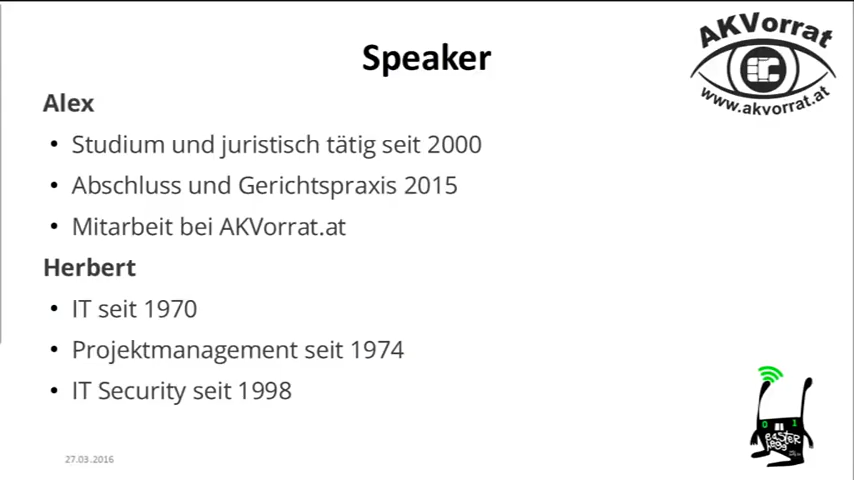 Speaker
AKVorrat
www.akvorrat.at
Alex
• Studium und juristisch tätig seit 2000
• Abschluss und Gerichtspraxis 2015
• Mitarbeit bei AKVorrat.at
Herbert
• IT seit 1970
• Projektmanagement seit 1974
• IT Security seit 1998
0 1
EASTER
HEGG
27.03.2016